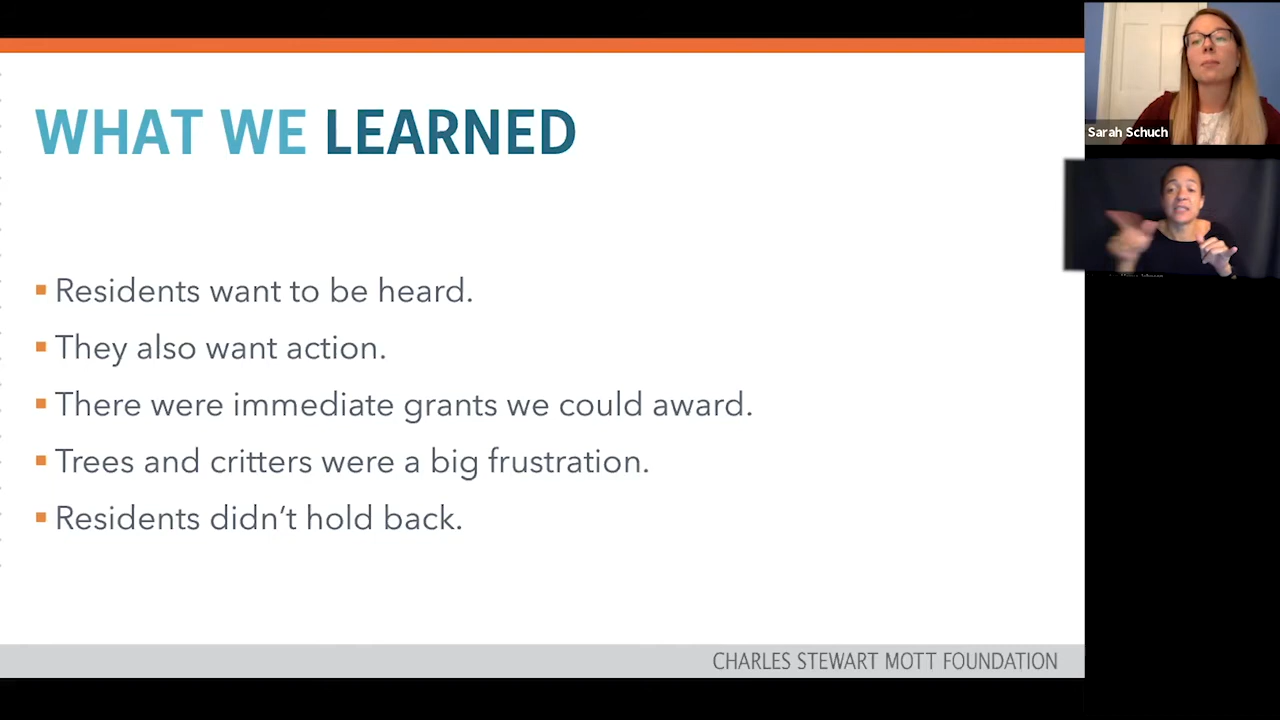 WHAT WE LEARNED
Residents want to be heard.
They also want action.
There were immediate grants we could award.
Trees and critters were a big frustration.
Residents didn't hold back.
CHARLES STEWART MOTT FOUNDATION
Sarah Schuch